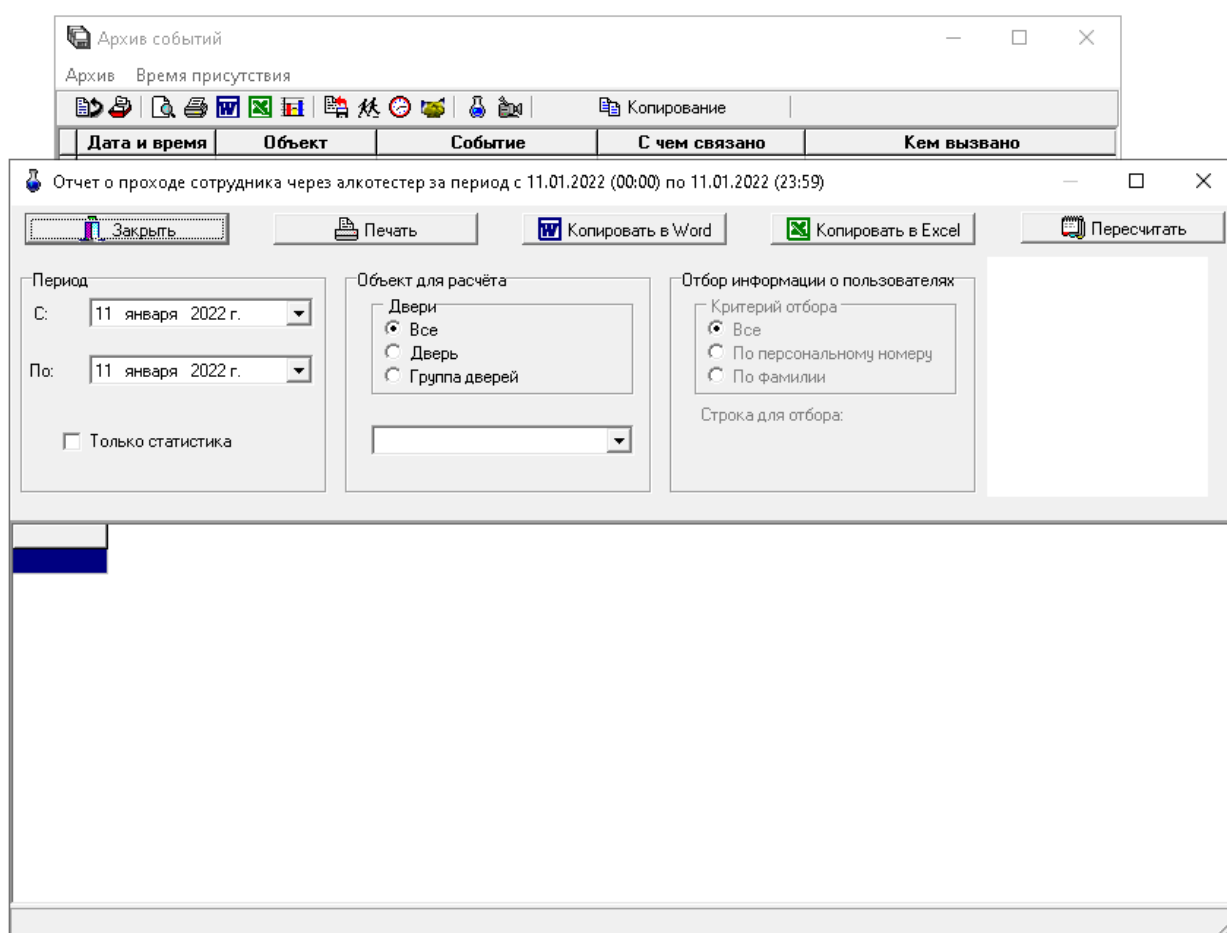 Архив событий
Архив Время присутствия
Копирование
Дата и время Объект Событие С чем связано Кем вызвано
Отчет о проходе сотрудника через алкотестер за период с 11.01.2022 (00:00) по 11.01.2022 (23:59)
Закрыть Печать Копировать в Word Копировать в Excel Пересчитать
Период Объект для расчёта Отбор информации о пользователях
Двери Критерий отбора
С: 11 января 2022 г. Все Все
Дверь По персональному номеру
По: 11 января 2022 г. Группа дверей По фамилии
Строка для отбора:
Только статистика